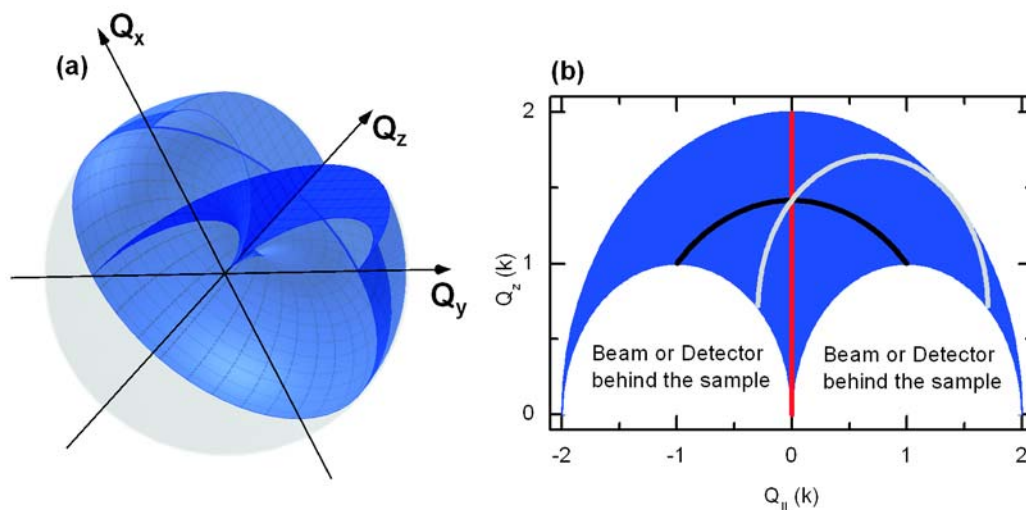 (a)
Qx
Qz
Qy
(b)
2
1
0
Qz (k)
Beam or Detector
behind the sample
Beam or Detector
behind the sample
-2
-1
0
1
2
Q|| (k)